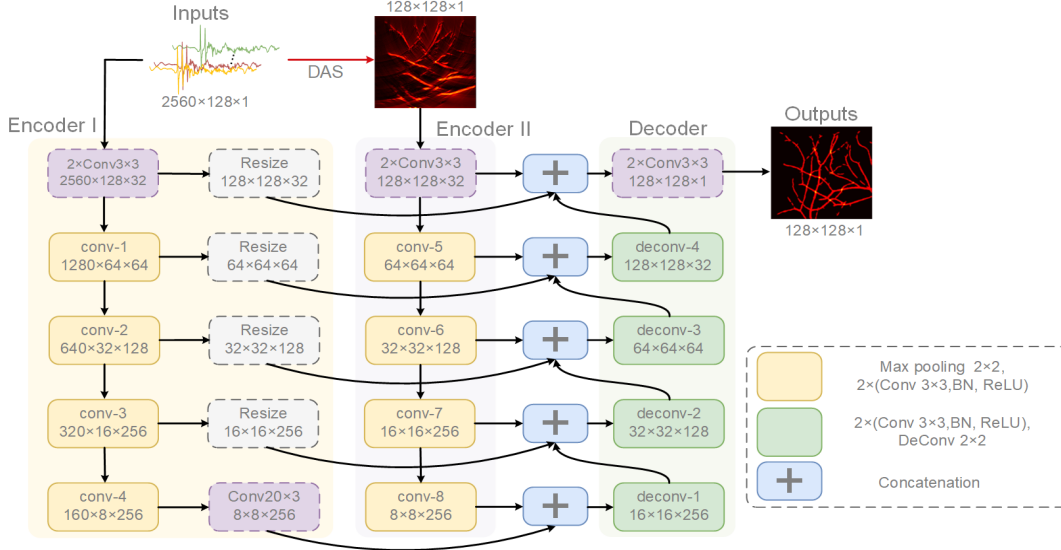 Inputs
2560×128×1
DAS
128×128×1
Encoder I
2×Conv3×3
2560×128×32
Resize
128×128×32
conv-1
1280×64×64
Resize
64×64×64
conv-2
640×32×128
Resize
32×32×128
conv-3
320×16×256
Resize
16×16×256
conv-4
160×8×256
Conv20×3
8×8×256
Encoder II
2×Conv3×3
128×128×32
conv-5
64×64×64
conv-6
32×32×128
conv-7
16×16×256
conv-8
8×8×256
Decoder
2×Conv3×3
128×128×1
deconv-4
128×128×32
deconv-3
64×64×64
deconv-2
32×32×128
deconv-1
16×16×256
Outputs
128×128×1
Max pooling 2×2,
2×(Conv 3×3,BN, ReLU)
2×(Conv 3×3,BN, ReLU),
DeConv 2×2
Concatenation